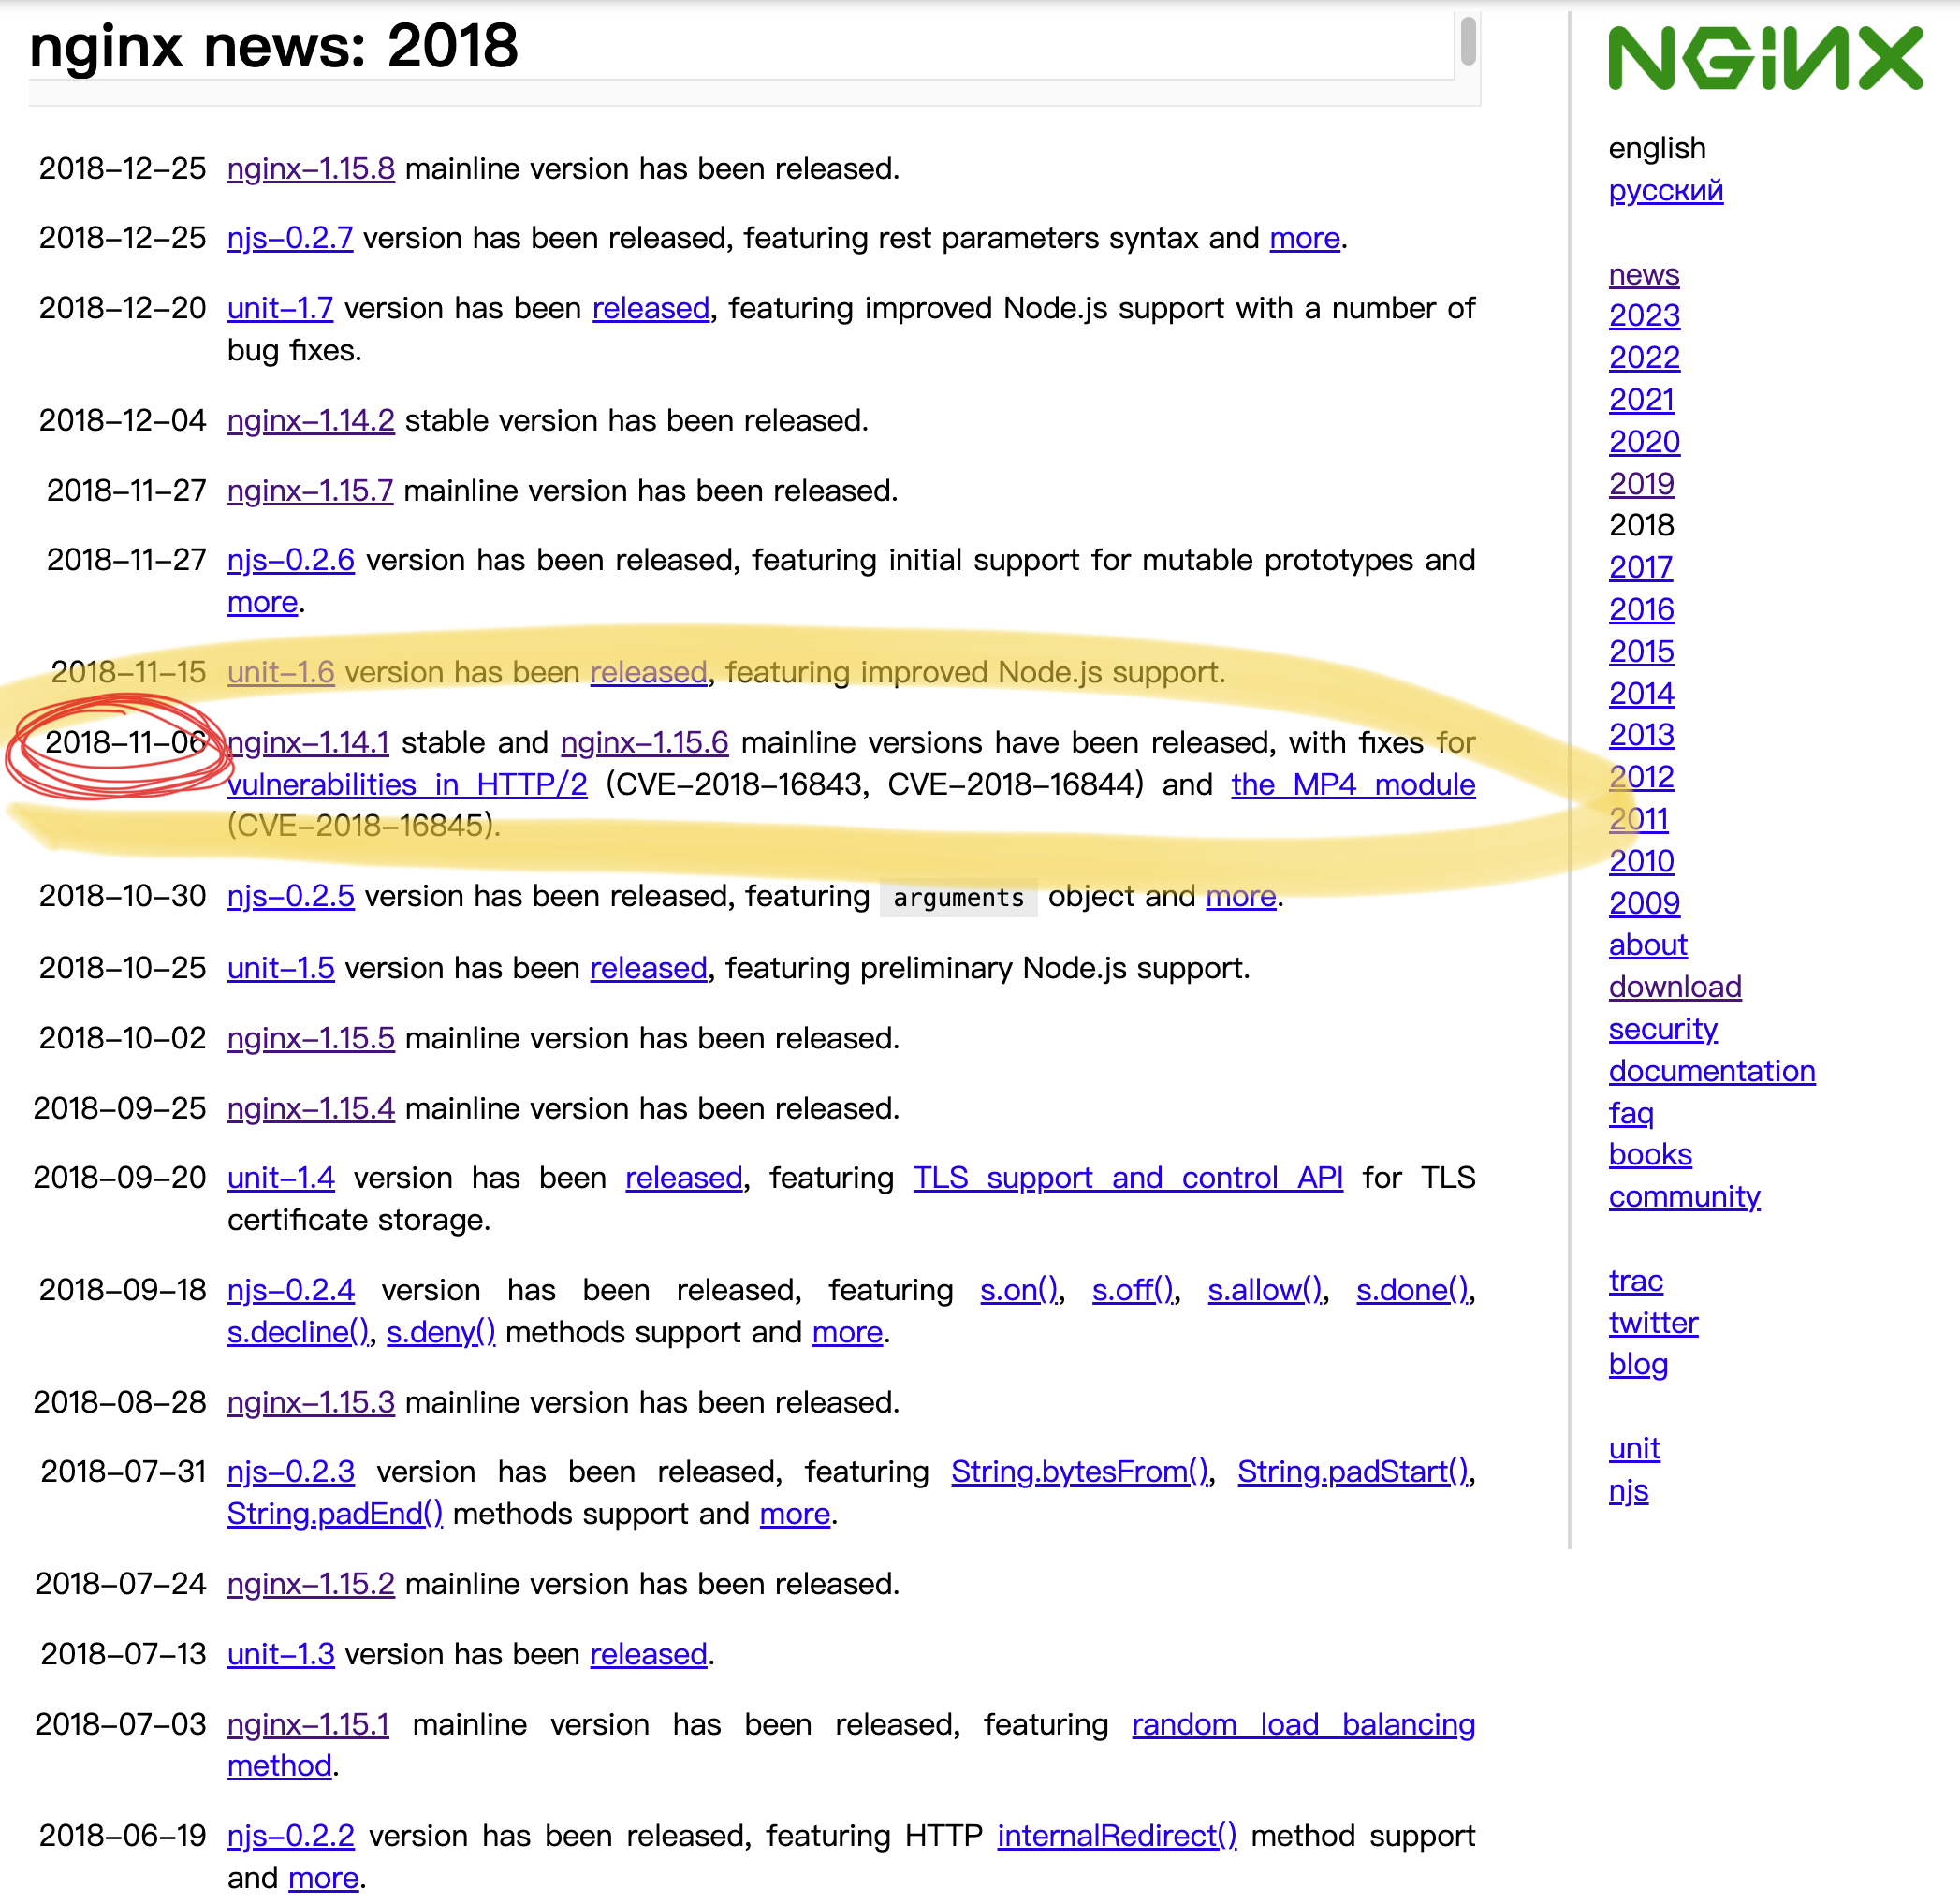 nginx news: 2018
2018-12-25 nginx-1.15.8 mainline version has been released.
2018-12-25 njs-0.2.7 version has been released, featuring rest parameters syntax and more.
2018-12-20 unit-1.7 version has been released, featuring improved Node.js support with a number of
bug fixes.
2018-12-04 nginx-1.14.2 stable version has been released.
2018-11-27 nginx-1.15.7 mainline version has been released.
2018-11-27 njs-0.2.6 version has been released, featuring initial support for mutable prototypes and
more.
2018-11-15 unit-1.6 version has been released, featuring improved Node.js support.
2018-11-06 nginx-1.14.1 stable and nginx-1.15.6 mainline versions have been released, with fixes for
vulnerabilities in HTTP/2 (CVE-2018-16843, CVE-2018-16844) and the MP4 module
(CVE-2018-16845).
2018-10-30 njs-0.2.5 version has been released, featuring arguments object and more.
2018-10-25 unit-1.5 version has been released, featuring preliminary Node.js support.
2018-10-02 nginx-1.15.5 mainline version has been released.
2018-09-25 nginx-1.15.4 mainline version has been released.
2018-09-20 unit-1.4 version has been released, featuring TLS support and control API for TLS
certificate storage.
2018-09-18 njs-0.2.4 version has been released, featuring s.on(), s.off(), s.allow(), s.done(),
s.decline(), s.deny() methods support and more.
2018-08-28 nginx-1.15.3 mainline version has been released.
2018-07-31 njs-0.2.3 version has been released, featuring String.bytesFrom(), String.padStart(),
String.padEnd() methods support and more.
2018-07-24 nginx-1.15.2 mainline version has been released.
2018-07-13 unit-1.3 version has been released.
2018-07-03 nginx-1.15.1 mainline version has been released, featuring random load balancing
method.
2018-06-19 njs-0.2.2 version has been released, featuring HTTP internalRedirect() method support
and more.
NGINX
english
русский
news
2023
2022
2021
2020
2019
2018
2017
2016
2015
2014
2013
2012
2011
2010
2009
about
download
security
documentation
faq
books
community
trac
twitter
blog
unit
njs